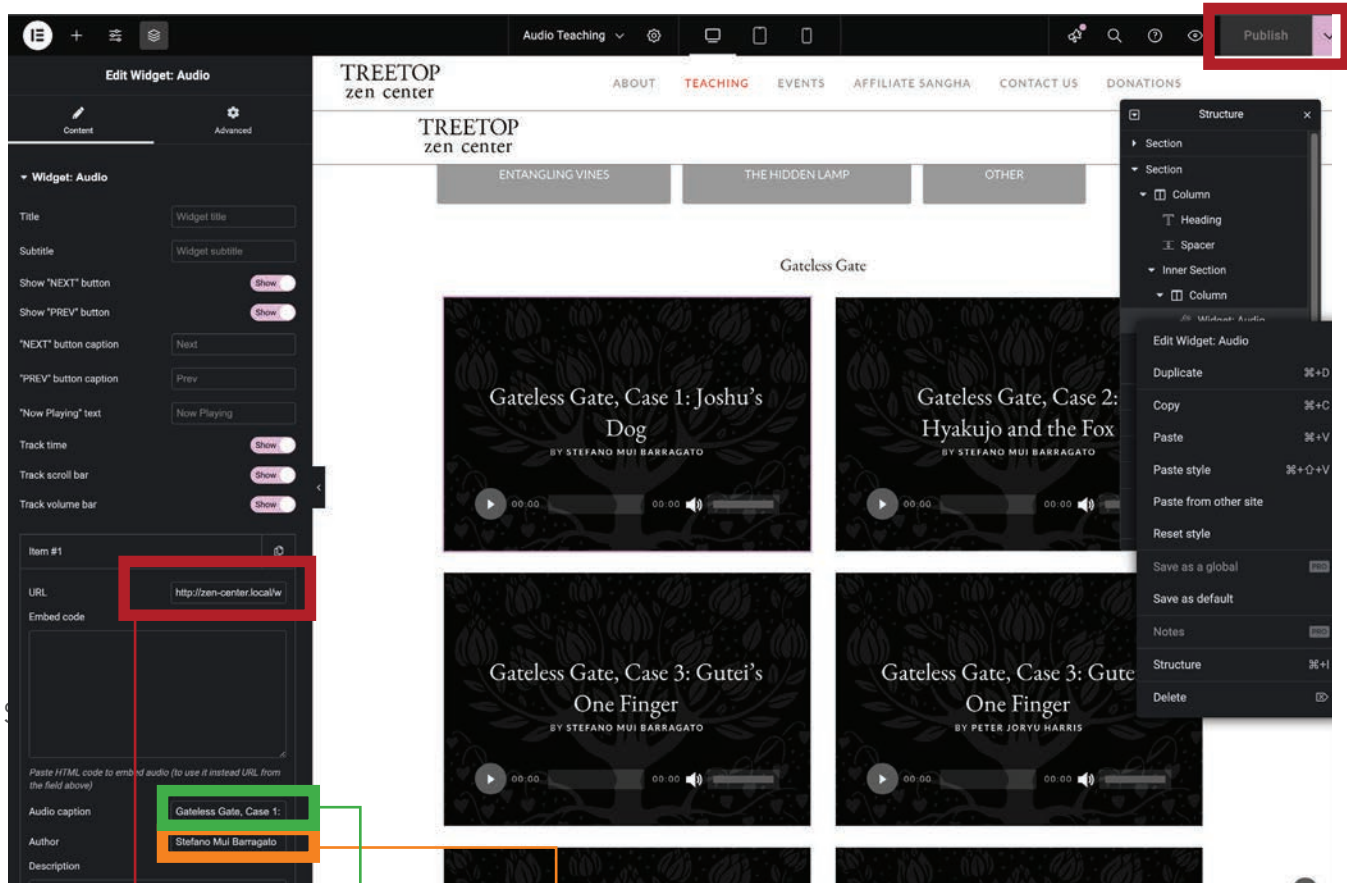 Audio Teaching
Publish
Edit Widget: Audio
Content
Advanced
Widget: Audio
Title
Widget title
Subtitle
Widget subtitle
Show "NEXT" button
Show
Show "PREV" button
Show
"NEXT" button caption
Next
"PREV" button caption
Prev
"Now Playing" text
Now Playing
Track time
Show
Track scroll bar
Show
Track volume bar
Show
Item #1
URL
http://zen-center.local/w
Embed code
Paste HTML code to embed audio (to use it instead URL from
the field above)
Audio caption
Gateless Gate, Case 1:
Author
Stefano Mui Barragato
Description
TREETOP
zen center
ABOUT TEACHING EVENTS AFFILIATE SANGHA CONTACT US DONATIONS
TREETOP
zen center
ENTANGLING VINES
THE HIDDEN LAMP
OTHER
Gateless Gate
Gateless Gate, Case 1: Joshu's
Dog
BY STEFANO MUI BARRAGATO
00:00 00:00
Gateless Gate, Case 2:
Hyakujo and the Fox
BY STEFANO MUI BARRAGATO
00:00 00:00
Gateless Gate, Case 3: Gutei's
One Finger
BY STEFANO MUI BARRAGATO
00:00 00:00
Gateless Gate, Case 3: Gute
One Finger
BY PETER JORYU HARRIS
00:00 00:00
Structure
Section
Section
Column
Heading
Spacer
Inner Section
Column
Widget: Audio
Edit Widget: Audio
Duplicate ⌘+D
Copy ⌘+C
Paste ⌘+V
Paste style ⌘+⇧+V
Paste from other site
Reset style
Save as a global PRO
Save as default
Notes PRO
Structure ⌘+I
Delete